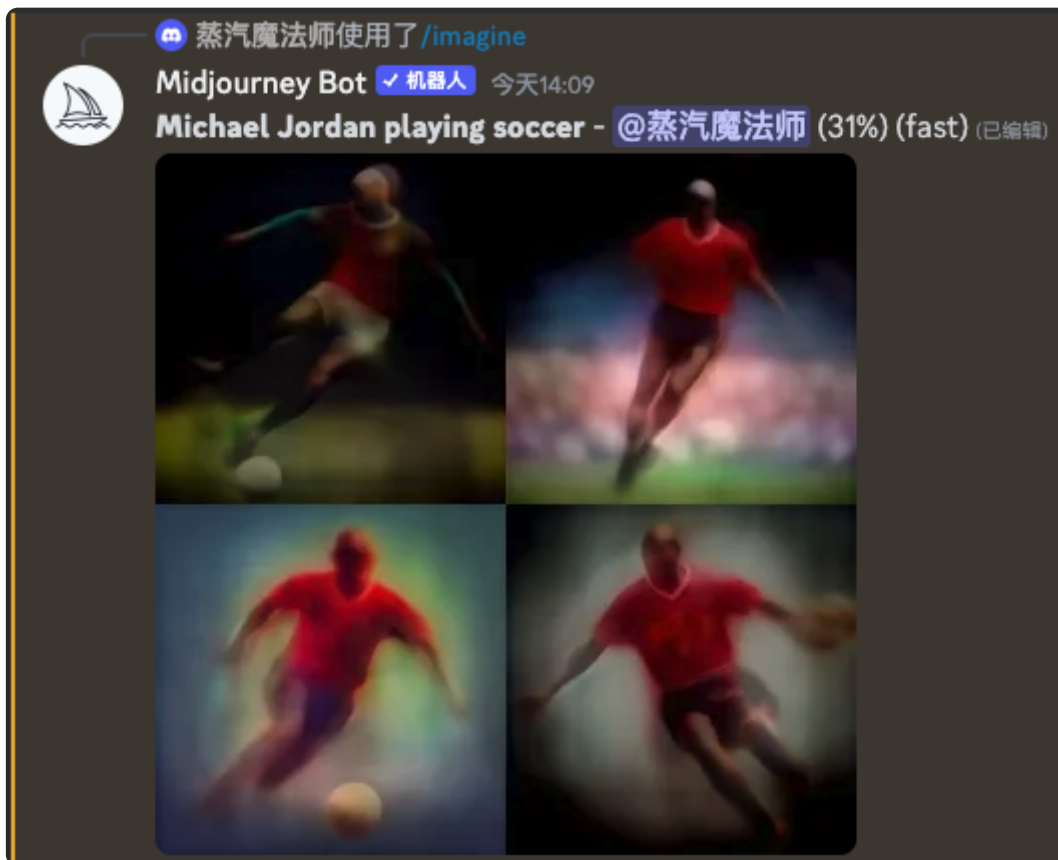 蒸汽魔法师使用了/imagine
Midjourney Bot ✓ 机器人 今天14:09
Michael Jordan playing soccer - @蒸汽魔法师 (31%) (fast) (已编辑)